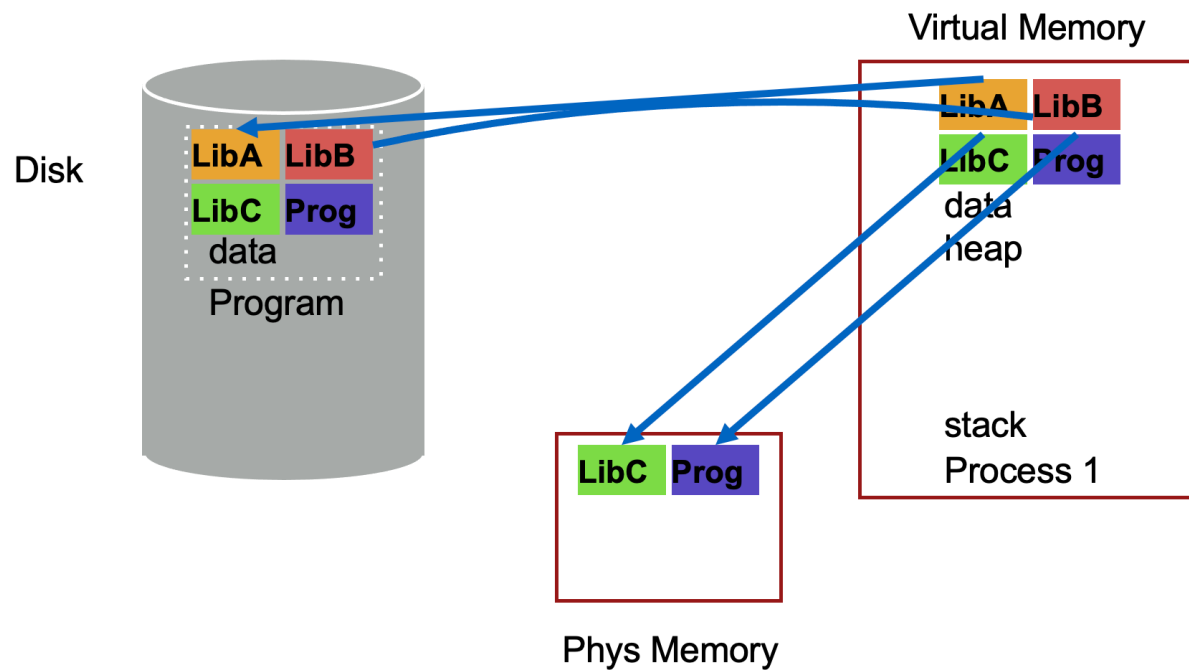 Virtual Memory
Disk
LibA LibB
LibC Prog
data
Program
LibA LibB
LibC Prog
data
heap
stack
Process 1
LibC Prog
Phys Memory